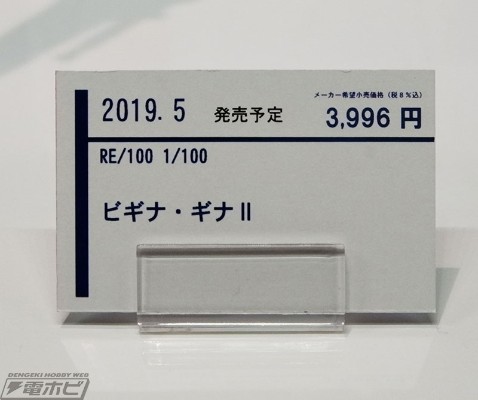 メーカー希望小売価格（税8％込）
2019.5 発売予定 3,996 円
RE/100 1/100
ビギナ・ギナⅡ
DENGEKI HOBBY WEB
電ホビ